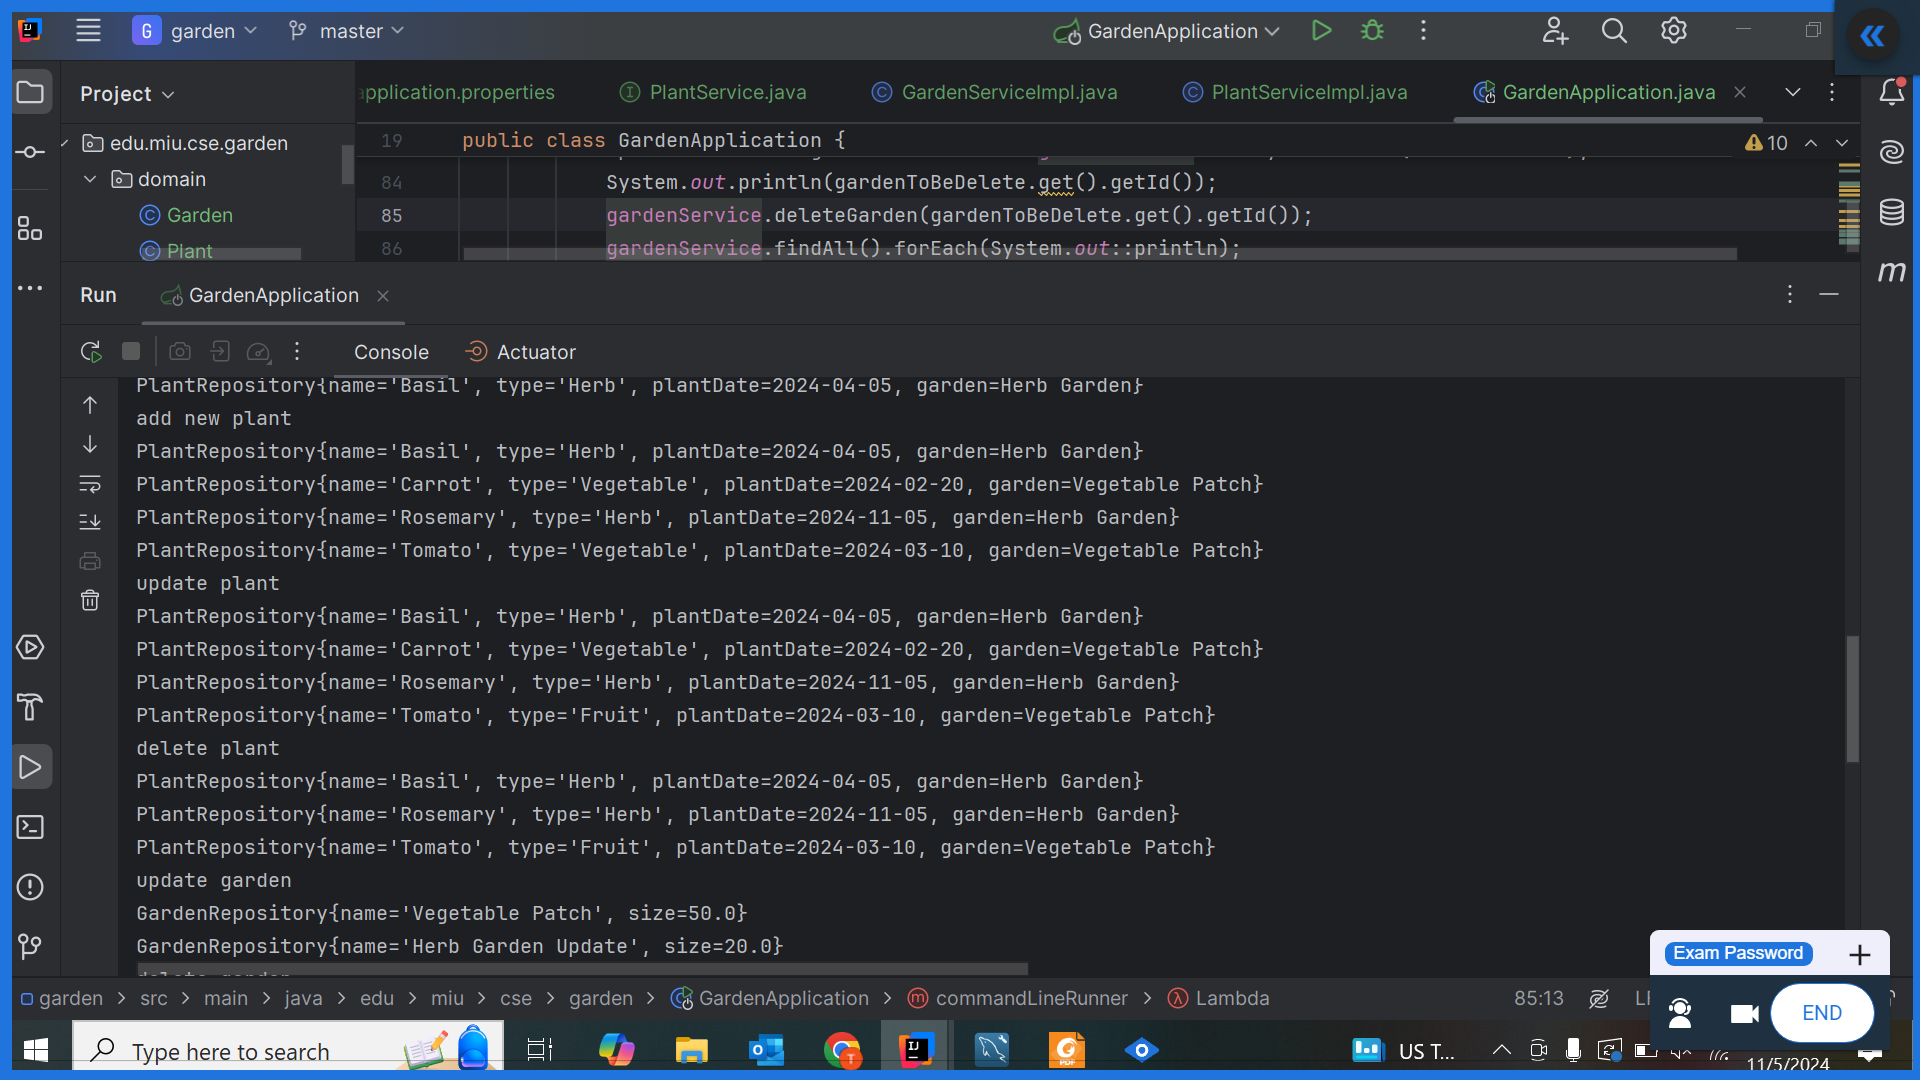 G garden master GardenApplication
Project
application.properties PlantService.java GardenServiceImpl.java PlantServiceImpl.java GardenApplication.java
edu.miu.cse.garden
domain
Garden
Plant
19 public class GardenApplication {
10
84 System.out.println(gardenToBeDelete.get().getId());
85 gardenService.deleteGarden(gardenToBeDelete.get().getId());
86 gardenService.findAll().forEach(System.out::println);
Run GardenApplication
Console Actuator
PlantRepository{name='Basil', type='Herb', plantDate=2024-04-05, garden=Herb Garden}
add new plant
PlantRepository{name='Basil', type='Herb', plantDate=2024-04-05, garden=Herb Garden}
PlantRepository{name='Carrot', type='Vegetable', plantDate=2024-02-20, garden=Vegetable Patch}
PlantRepository{name='Rosemary', type='Herb', plantDate=2024-11-05, garden=Herb Garden}
PlantRepository{name='Tomato', type='Vegetable', plantDate=2024-03-10, garden=Vegetable Patch}
update plant
PlantRepository{name='Basil', type='Herb', plantDate=2024-04-05, garden=Herb Garden}
PlantRepository{name='Carrot', type='Vegetable', plantDate=2024-02-20, garden=Vegetable Patch}
PlantRepository{name='Rosemary', type='Herb', plantDate=2024-11-05, garden=Herb Garden}
PlantRepository{name='Tomato', type='Fruit', plantDate=2024-03-10, garden=Vegetable Patch}
delete plant
PlantRepository{name='Basil', type='Herb', plantDate=2024-04-05, garden=Herb Garden}
PlantRepository{name='Rosemary', type='Herb', plantDate=2024-11-05, garden=Herb Garden}
PlantRepository{name='Tomato', type='Fruit', plantDate=2024-03-10, garden=Vegetable Patch}
update garden
GardenRepository{name='Vegetable Patch', size=50.0}
GardenRepository{name='Herb Garden Update', size=20.0}
delete garden
Exam Password
garden > src > main > java > edu > miu > cse > garden > GardenApplication > commandLineRunner > Lambda 85:13
END
Type here to search
US T...
11/5/2024